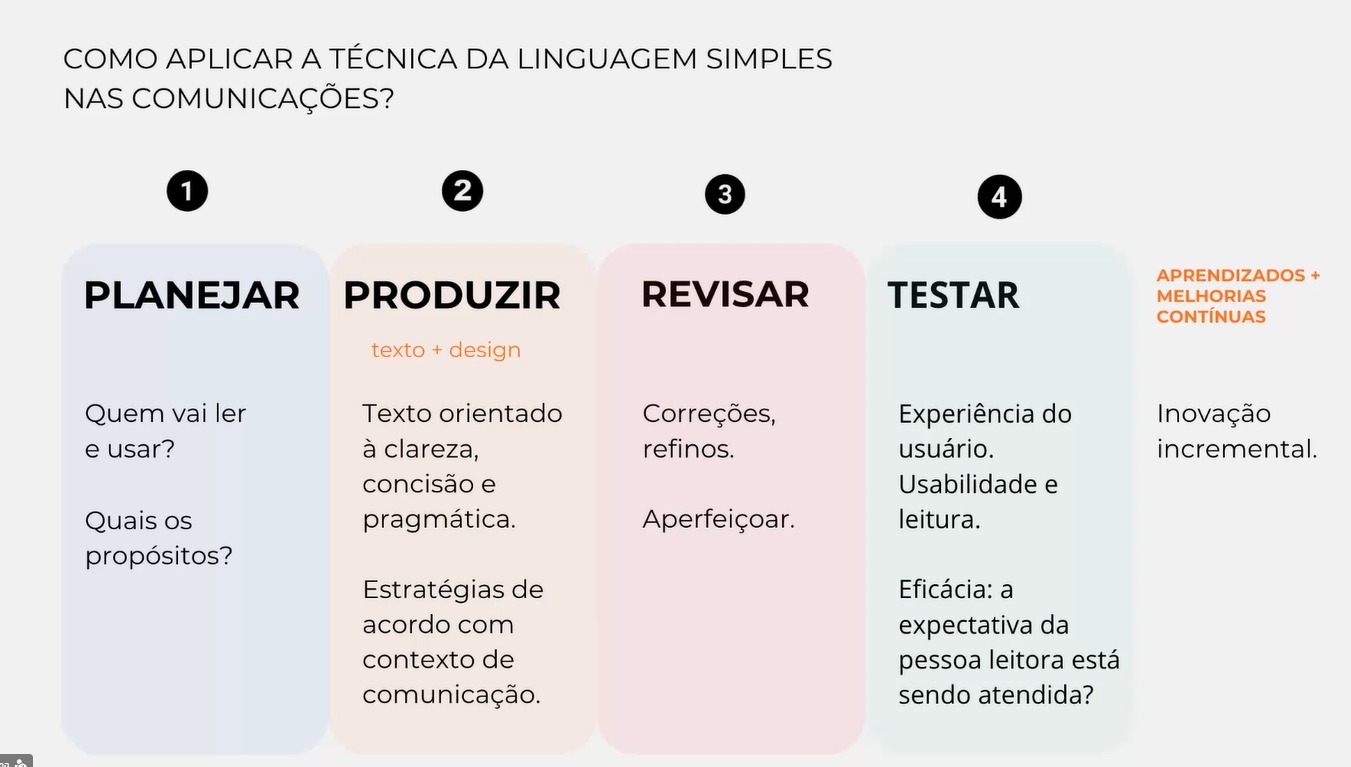 COMO APLICAR A TÉCNICA DA LINGUAGEM SIMPLES
NAS COMUNICAÇÕES?
1
PLANEJAR
Quem vai ler
e usar?
Quais os
propósitos?
2
PRODUZIR
texto + design
Texto orientado
à clareza,
concisão e
pragmática.
Estratégias de
acordo com
contexto de
comunicação.
3
REVISAR
Correções,
refinos.
Aperfeiçoar.
4
TESTAR
Experiência do
usuário.
Usabilidade e
leitura.
Eficácia: a
expectativa da
pessoa leitora está
sendo atendida?
APRENDIZADOS +
MELHORIAS
CONTÍNUAS
Inovação
incremental.